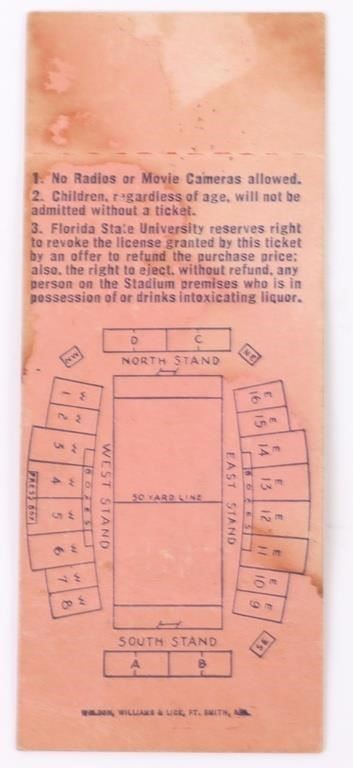 1. No Radios or Movie Cameras allowed.
2. Children, regardless of age, will not be
admitted without a ticket.
3. Florida State University reserves right
to revoke the license granted by this ticket
by an offer to refund the purchase price;
also, the right to eject, without refund, any
person on the Stadium premises who is in
possession of or drinks intoxicating liquor.
D C
NW
NORTH STAND
NE
W 1
W 2
W 3
W 4
W 5
W 6
W 7
W 8
PRESS BOX
BOXES
WEST STAND
50 YARD LINE
EAST STAND
BOXES
E 16
E 15
E 14
E 13
E 12
E 11
E 10
E 9
SOUTH STAND
SE
A B
WELDON, WILLIAMS & LICK, FT. SMITH, ARK.